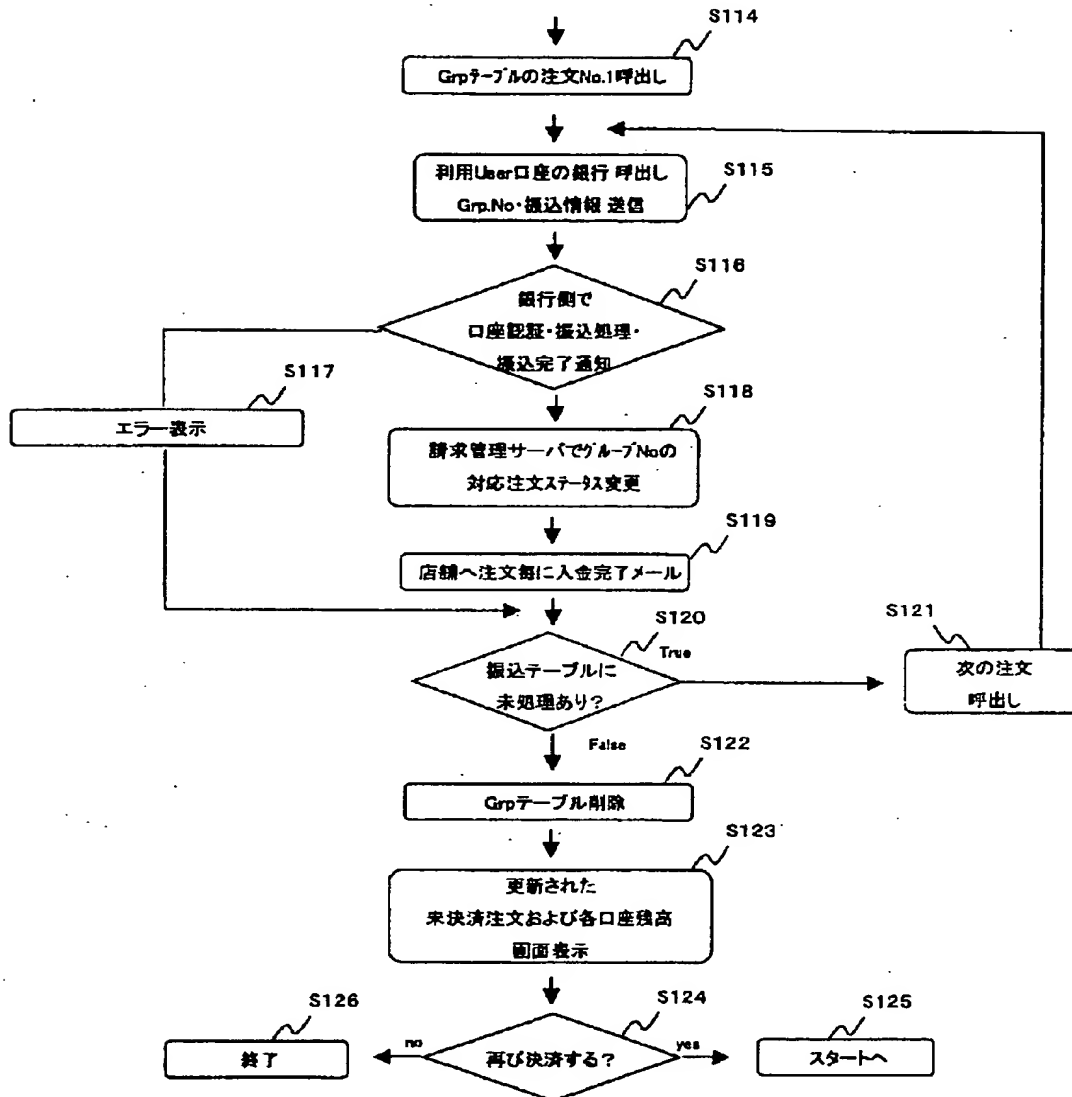 S114
Grpテーブルの注文No.1呼出し
利用User口座の銀行 呼出し
Grp.No・振込情報 送信
S115
S116
銀行側で
口座認証・振込処理・
振込完了通知
S117
エラー表示
S118
請求管理サーバでグループNoの
対応注文ステータス変更
S119
店舗へ注文毎に入金完了メール
S120
True
振込テーブルに
未処理あり?
S121
次の注文
呼出し
False
S122
Grpテーブル削除
S123
更新された
未決済注文および各口座残高
画面表示
S124
再び決済する?
no
yes
S126
終了
S125
スタートへ